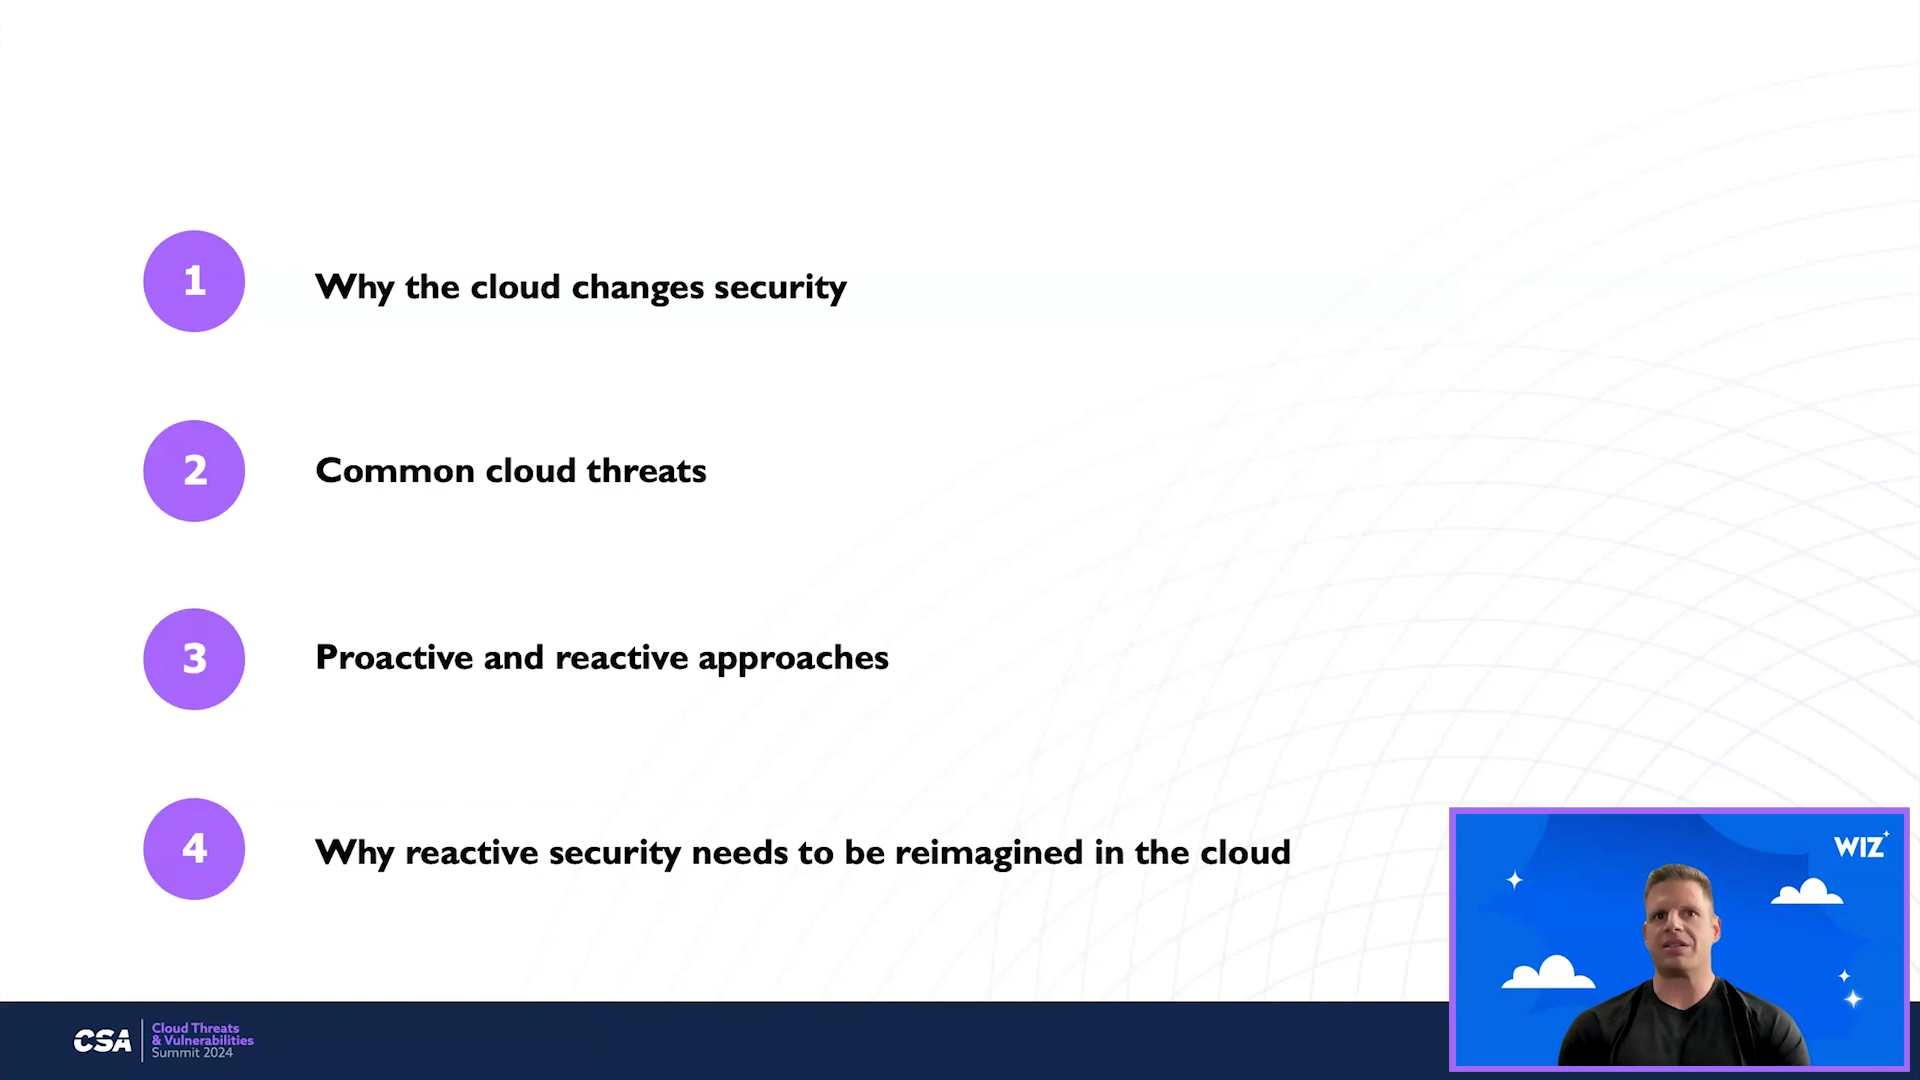 1
Why the cloud changes security
2
Common cloud threats
3
Proactive and reactive approaches
4
Why reactive security needs to be reimagined in the cloud
WIZ
CSA
Cloud Threats
& Vulnerabilities
Summit 2024